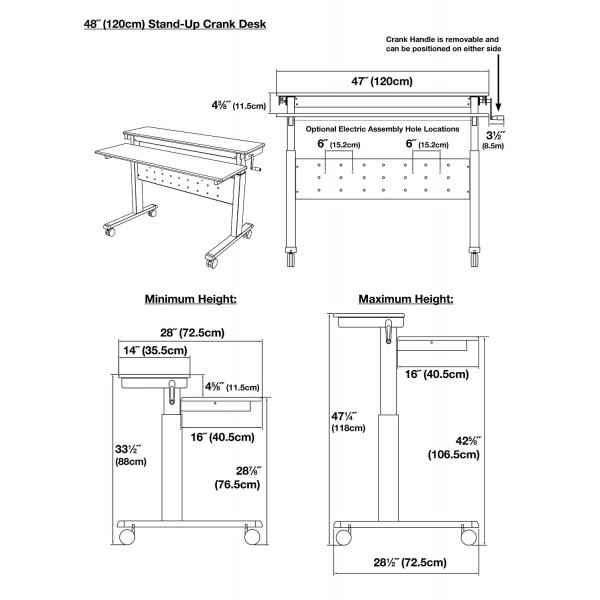 48˝ (120cm) Stand-Up Crank Desk
Crank Handle is removable and
can be positioned on either side
47˝ (120cm)
4⅝˝ (11.5cm)
Optional Electric Assembly Hole Locations
6˝ (15.2cm)
6˝ (15.2cm)
3½˝
(8.5m)
Minimum Height:
28˝ (72.5cm)
14˝ (35.5cm)
4⅝˝ (11.5cm)
16˝ (40.5cm)
33½˝
(88cm)
28⅞˝
(76.5cm)
Maximum Height:
16˝ (40.5cm)
47¼˝
(118cm)
42⅝˝
(106.5cm)
28½˝ (72.5cm)